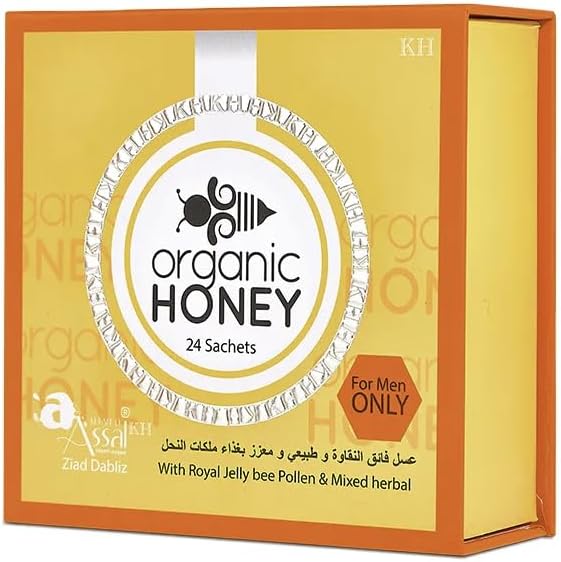 KH
organic
HONEY
24 Sachets
For Men
ONLY
Assal
KH
Ziad Dabliz
عسل فائق النقاوة و طبيعي و معزز بغذاء ملكات النحل
With Royal Jelly bee Pollen & Mixed herbal